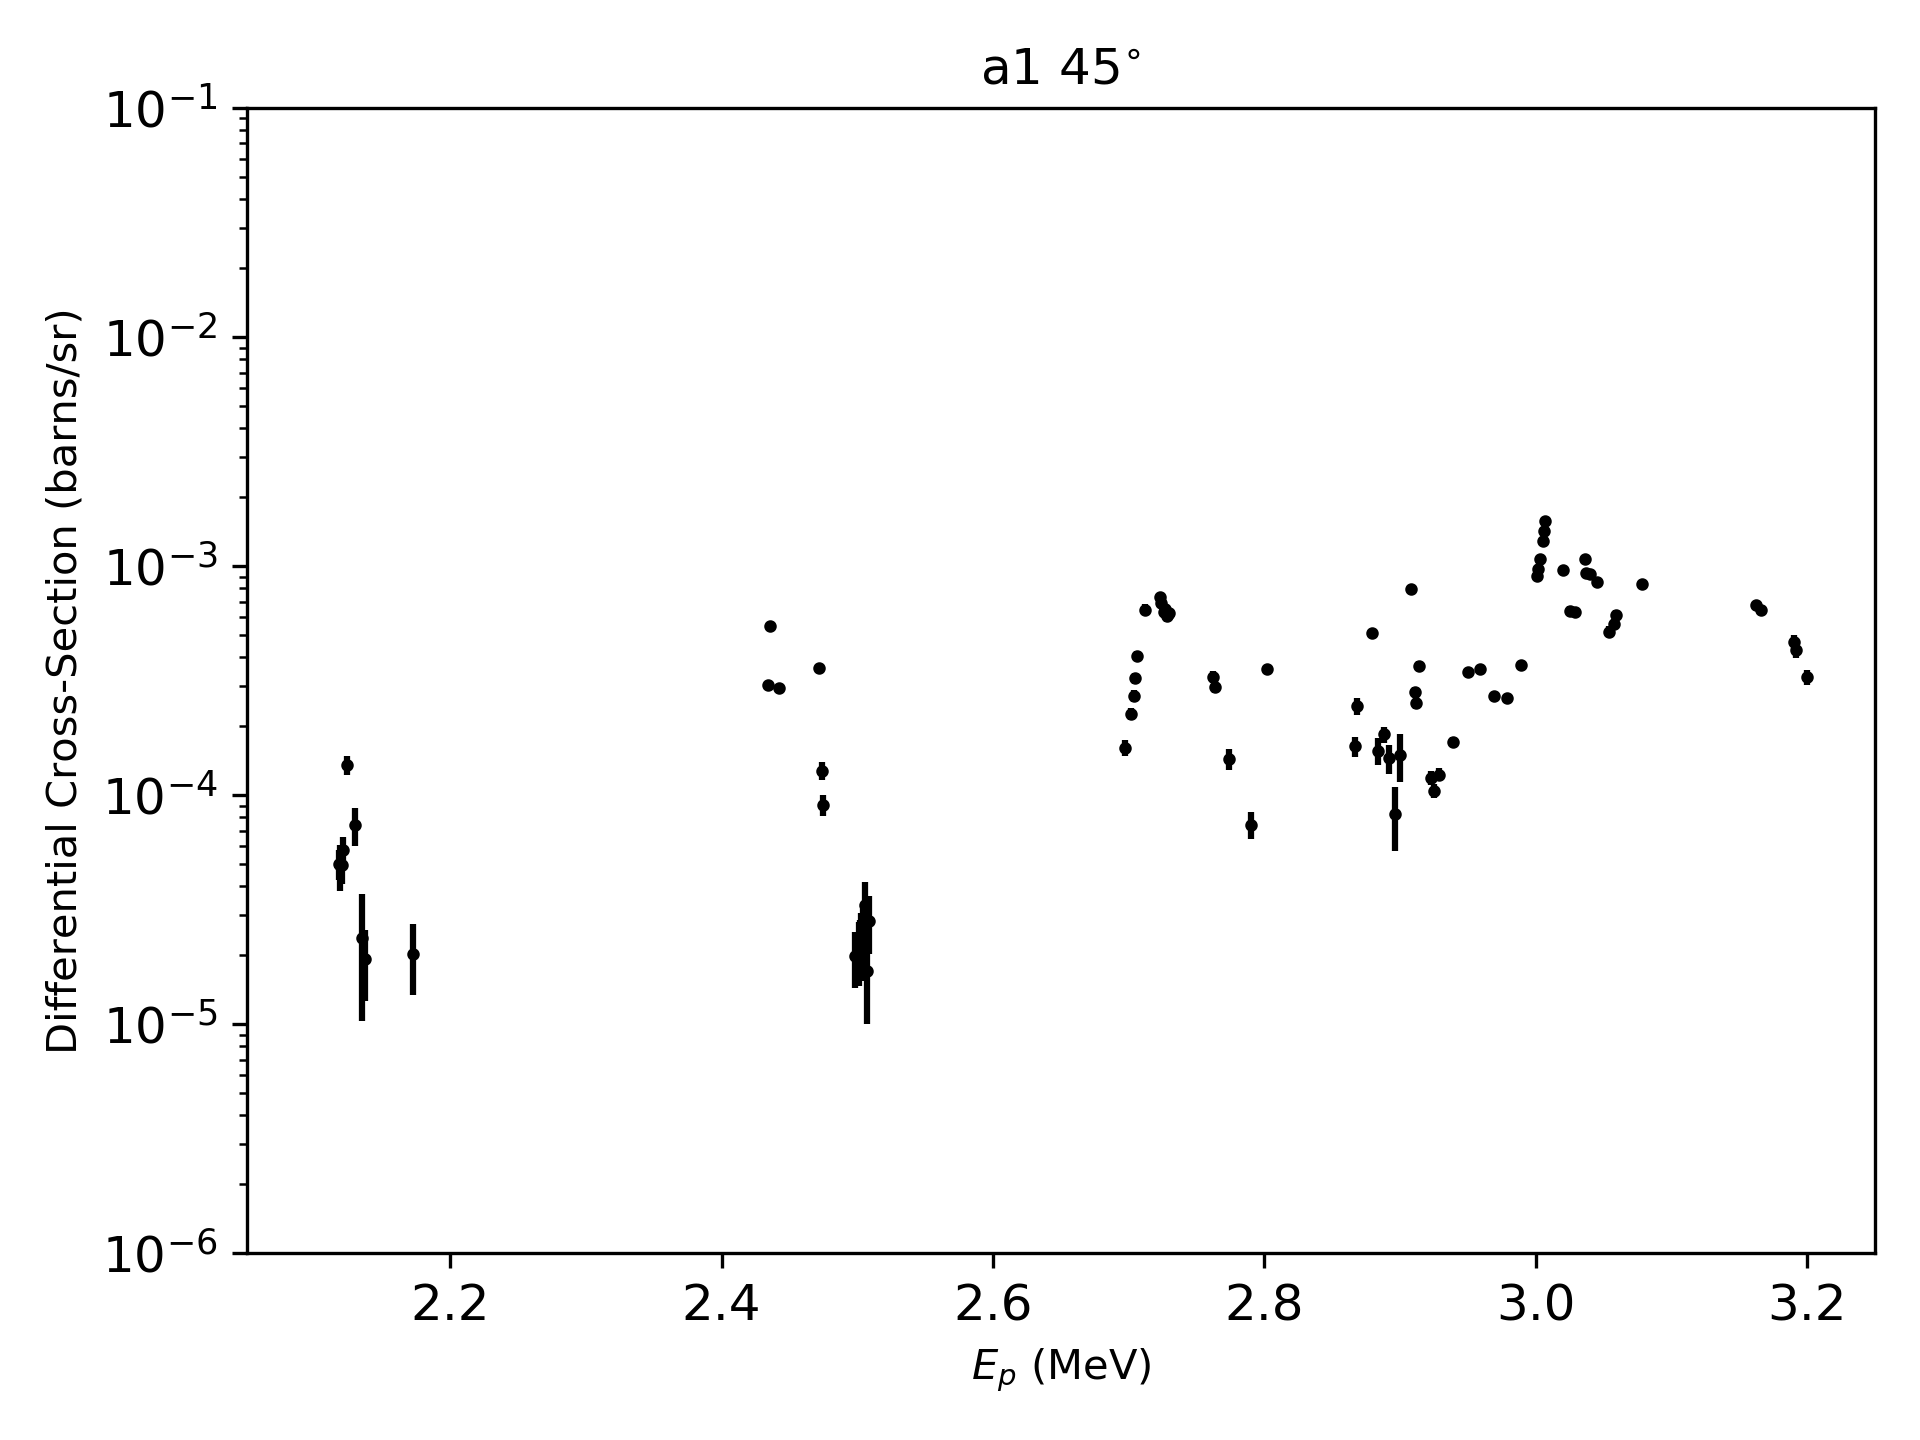 a1 45°
10⁻¹
10⁻²
10⁻³
10⁻⁴
10⁻⁵
10⁻⁶
Differential Cross-Section (barns/sr)
2.2 2.4 2.6 2.8 3.0 3.2
Eₚ (MeV)